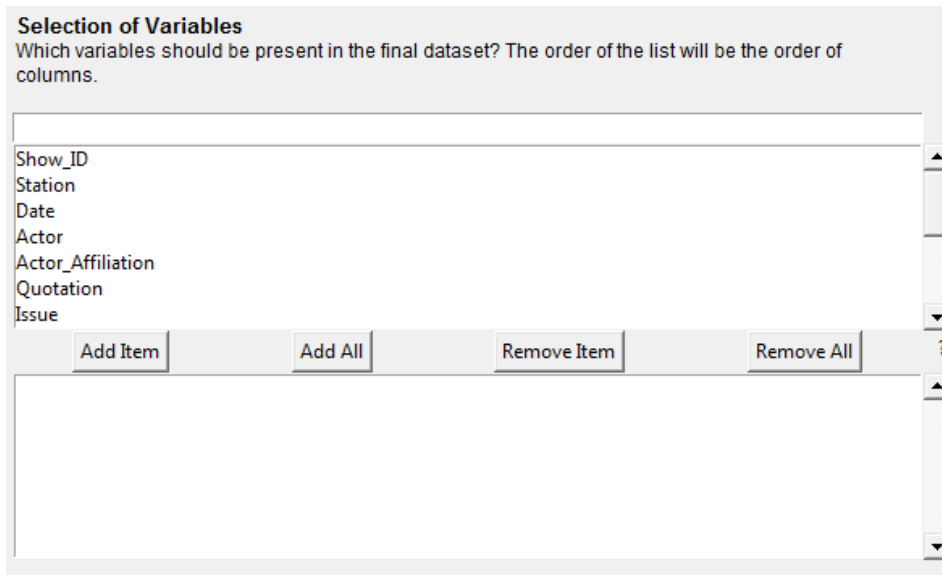 Selection of Variables
Which variables should be present in the final dataset? The order of the list will be the order of
columns.
Show_ID
Station
Date
Actor
Actor_Affiliation
Quotation
Issue
Add Item
Add All
Remove Item
Remove All
?